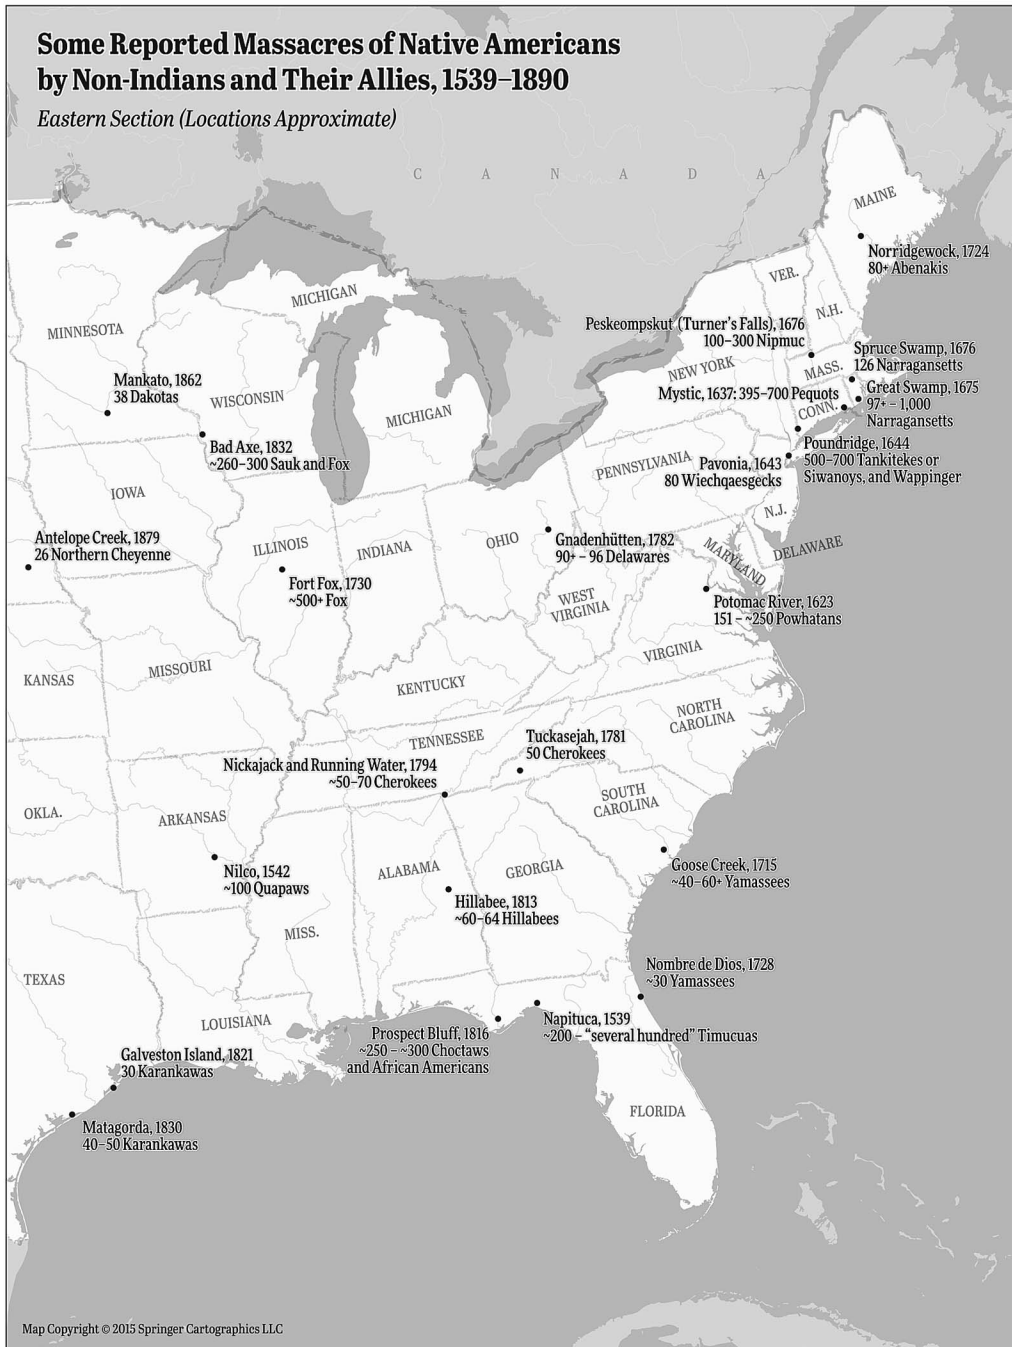 Some Reported Massacres of Native Americans
by Non-Indians and Their Allies, 1539–1890
Eastern Section (Locations Approximate)
C A N A D A
MAINE
Norridgewock, 1724
80+ Abenakis
VER.
N.H.
MICHIGAN
MINNESOTA
Peskeompskut (Turner's Falls), 1676
100–300 Nipmuc
Spruce Swamp, 1676
126 Narragansetts
NEW YORK
MASS.
Mankato, 1862
38 Dakotas
WISCONSIN
Mystic, 1637: 395–700 Pequots
Great Swamp, 1675
97+ – 1,000
Narragansetts
CONN.
MICHIGAN
Bad Axe, 1832
~260–300 Sauk and Fox
Poundridge, 1644
500–700 Tankitekes or
Siwanoys, and Wappinger
PENNSYLVANIA
Pavonia, 1643
80 Wiechqaesgecks
IOWA
N.J.
Antelope Creek, 1879
26 Northern Cheyenne
ILLINOIS
INDIANA
OHIO
Gnadenhütten, 1782
90+ – 96 Delawares
MARYLAND
DELAWARE
Fort Fox, 1730
~500+ Fox
WEST
VIRGINIA
Potomac River, 1623
151 – ~250 Powhatans
VIRGINIA
KANSAS
MISSOURI
KENTUCKY
NORTH
CAROLINA
TENNESSEE
Tuckasejah, 1781
50 Cherokees
Nickajack and Running Water, 1794
~50–70 Cherokees
SOUTH
CAROLINA
OKLA.
ARKANSAS
Nilco, 1542
~100 Quapaws
ALABAMA
GEORGIA
Goose Creek, 1715
~40–60+ Yamassees
Hillabee, 1813
~60–64 Hillabees
MISS.
TEXAS
Nombre de Dios, 1728
~30 Yamassees
LOUISIANA
Napituca, 1539
~200 – “several hundred” Timucuas
Prospect Bluff, 1816
~250 – ~300 Choctaws
and African Americans
Galveston Island, 1821
30 Karankawas
FLORIDA
Matagorda, 1830
40–50 Karankawas
Map Copyright © 2015 Springer Cartographics LLC